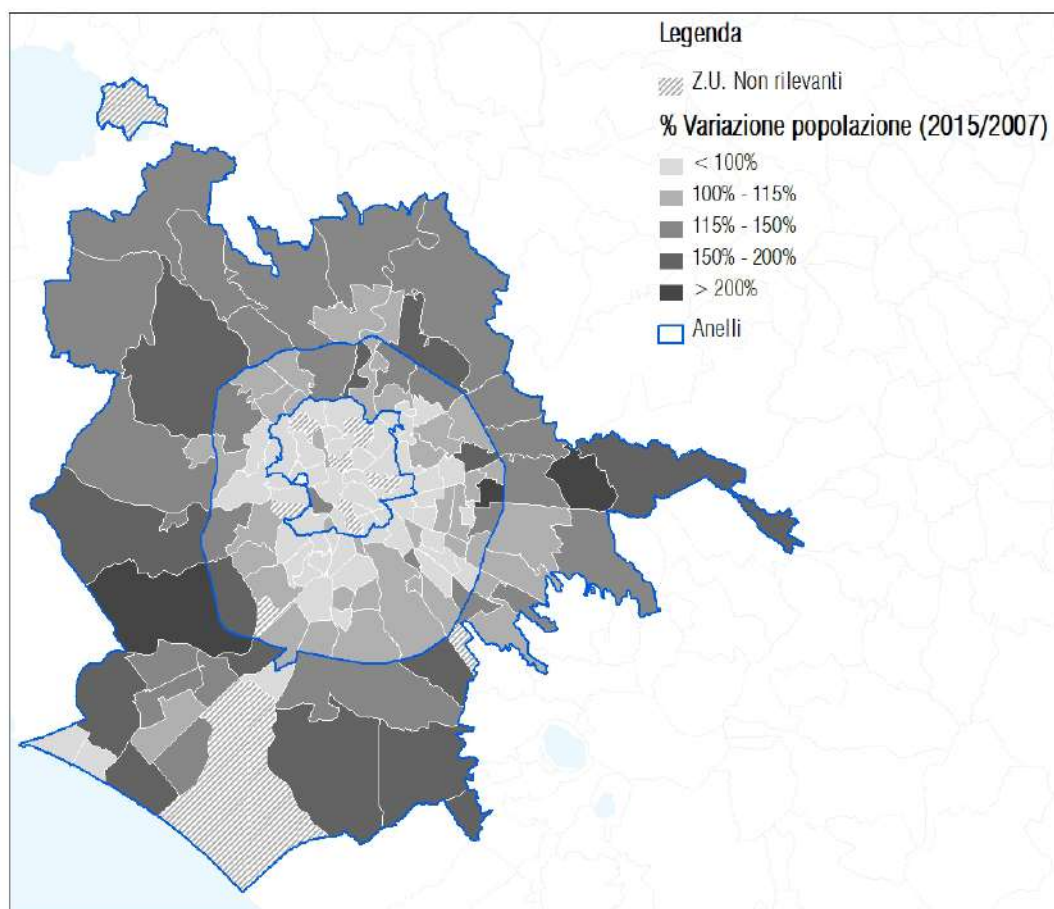 Legenda
Z.U. Non rilevanti
% Variazione popolazione (2015/2007)
< 100%
100% - 115%
115% - 150%
150% - 200%
> 200%
Anelli